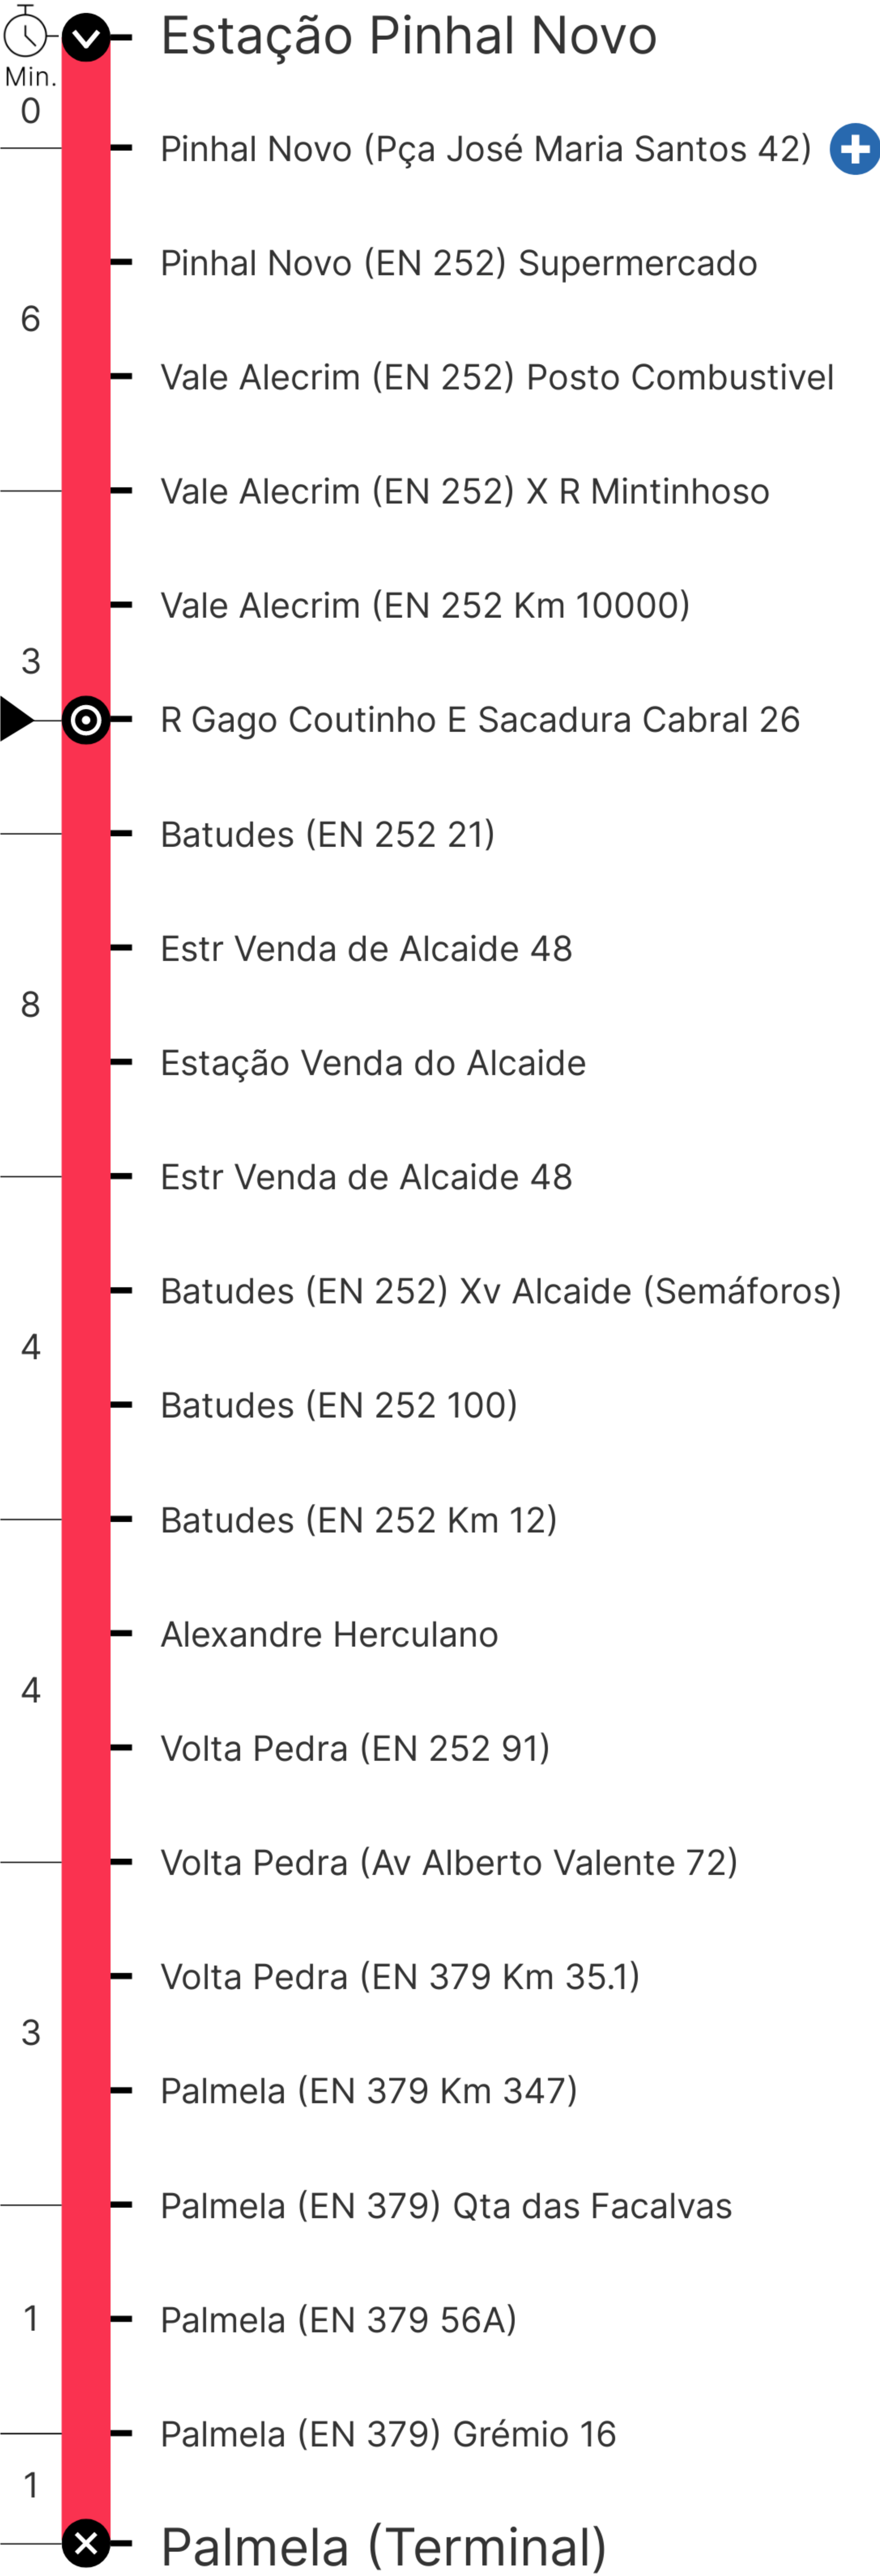 Estação Pinhal Novo
Min.
0
Pinhal Novo (Pça José Maria Santos 42)
Pinhal Novo (EN 252) Supermercado
6
Vale Alecrim (EN 252) Posto Combustivel
Vale Alecrim (EN 252) X R Mintinhoso
Vale Alecrim (EN 252 Km 10000)
3
R Gago Coutinho E Sacadura Cabral 26
Batudes (EN 252 21)
Estr Venda de Alcaide 48
8
Estação Venda do Alcaide
Estr Venda de Alcaide 48
Batudes (EN 252) Xv Alcaide (Semáforos)
4
Batudes (EN 252 100)
Batudes (EN 252 Km 12)
Alexandre Herculano
4
Volta Pedra (EN 252 91)
Volta Pedra (Av Alberto Valente 72)
Volta Pedra (EN 379 Km 35.1)
3
Palmela (EN 379 Km 347)
Palmela (EN 379) Qta das Facalvas
1
Palmela (EN 379 56A)
Palmela (EN 379) Grémio 16
1
Palmela (Terminal)